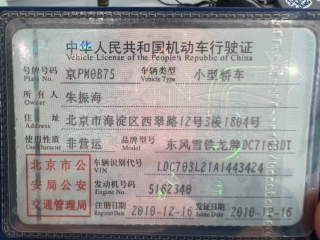 中华人民共和国机动车行驶证
Vehicle License of the People's Republic of China
号牌号码 京PM0B75 车辆类型 小型轿车
Plate No. Vehicle Type
所有人 朱振海
Owner
住址 北京市海淀区西翠路12号3楼1804号
Address
使用性质 非营运 品牌型号 东风雪铁龙牌DC7163DT
Use Character Model
北京市公 车辆识别代号 LDC703L21A1443424
VIN
安局公安 发动机号码 5162340
Engine No.
交通管理局 注册日期 2010-12-16 发证日期 2010-12-16
Register Date Issue Date